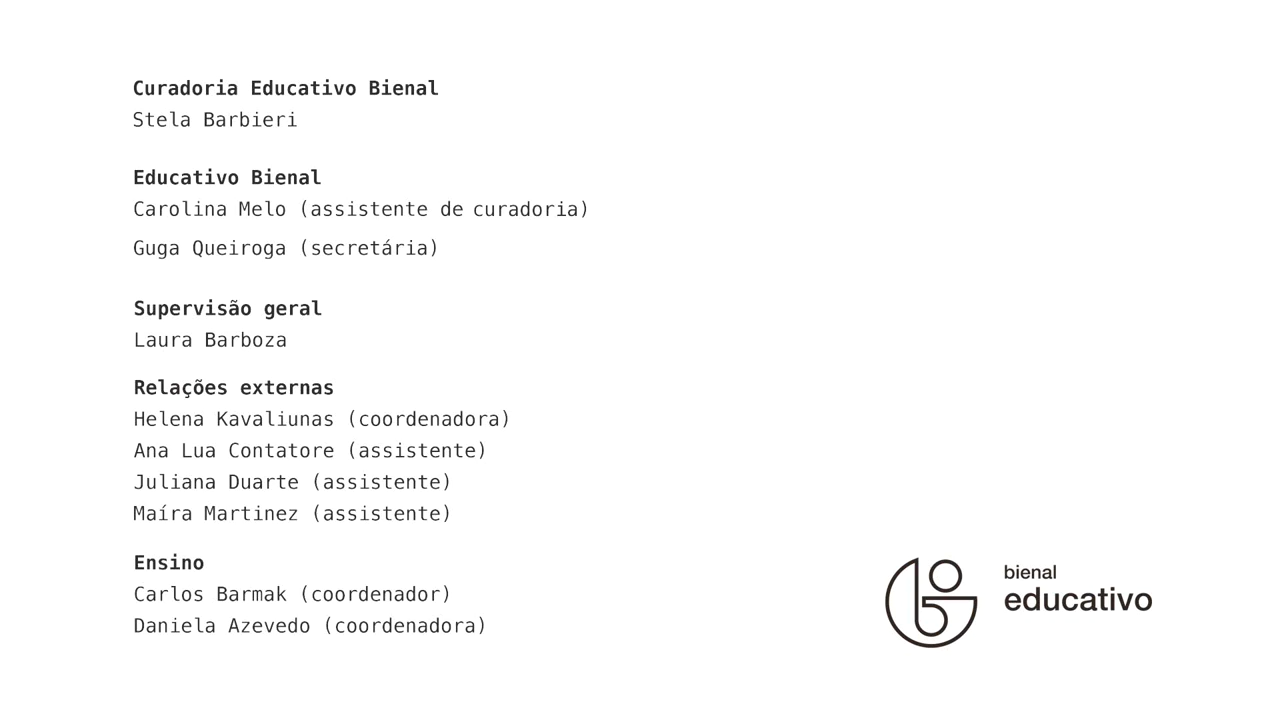 Curadoria Educativo Bienal
Stela Barbieri
Educativo Bienal
Carolina Melo (assistente de curadoria)
Guga Queiroga (secretária)
Supervisão geral
Laura Barboza
Relações externas
Helena Kavaliunas (coordenadora)
Ana Lua Contatore (assistente)
Juliana Duarte (assistente)
Maíra Martinez (assistente)
Ensino
Carlos Barmak (coordenador)
Daniela Azevedo (coordenadora)
bienal
educativo